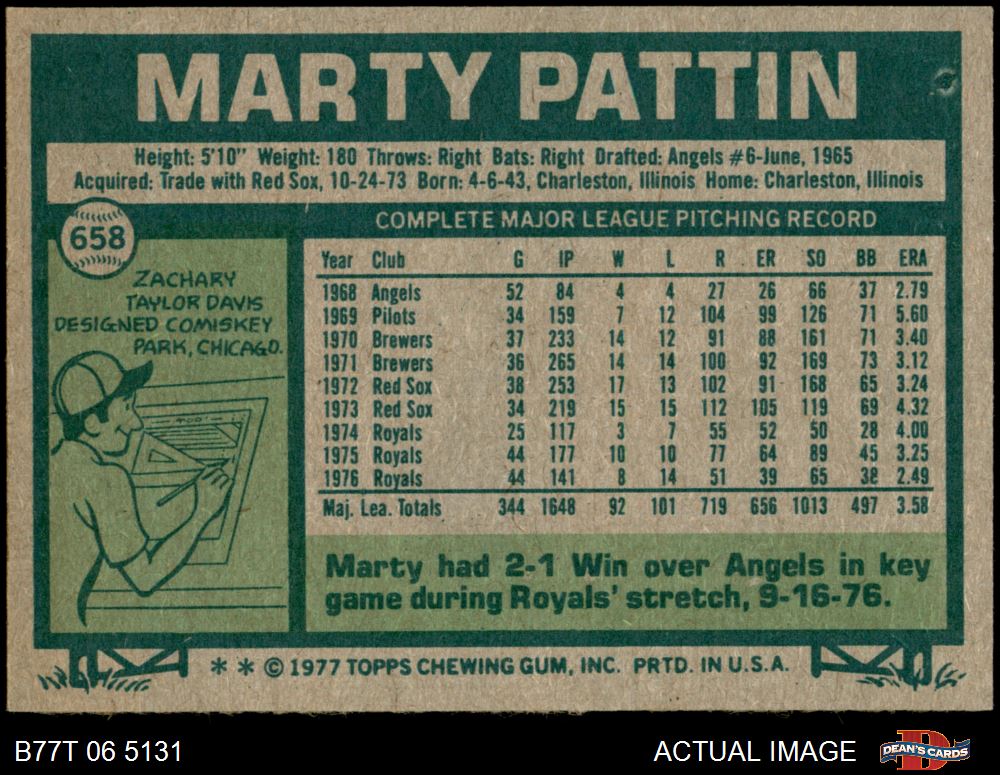 MARTY PATTIN
Height: 5'10" Weight: 180 Throws: Right Bats: Right Drafted: Angels #6-June, 1965
Acquired: Trade with Red Sox, 10-24-73 Born: 4-6-43, Charleston, Illinois Home: Charleston, Illinois
658
ZACHARY
TAYLOR DAVIS
DESIGNED COMISKEY
PARK, CHICAGO.
COMPLETE MAJOR LEAGUE PITCHING RECORD
Year Club G IP W L R ER SO BB ERA
1968 Angels 52 84 4 4 27 26 66 37 2.79
1969 Pilots 34 159 7 12 104 99 126 71 5.60
1970 Brewers 37 233 14 12 91 88 161 71 3.40
1971 Brewers 36 265 14 14 100 92 169 73 3.12
1972 Red Sox 38 253 17 13 102 91 168 65 3.24
1973 Red Sox 34 219 15 15 112 105 119 69 4.32
1974 Royals 25 117 3 7 55 52 50 28 4.00
1975 Royals 44 177 10 10 77 64 89 45 3.25
1976 Royals 44 141 8 14 51 39 65 38 2.49
Maj. Lea. Totals 344 1648 92 101 719 656 1013 497 3.58
Marty had 2-1 Win over Angels in key
game during Royals' stretch, 9-16-76.
* * © 1977 TOPPS CHEWING GUM, INC. PRTD. IN U.S.A.
B77T 06 5131
ACTUAL IMAGE
DEAN'S CARDS